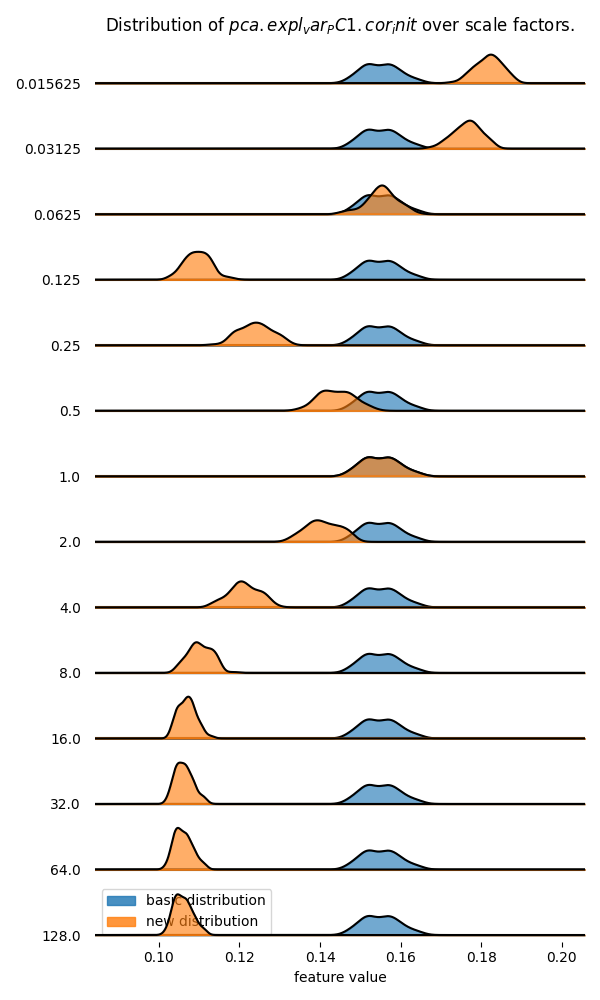 Distribution of pca.expl_var_PC1.cor_init over scale factors.
0.015625
0.03125
0.0625
0.125
0.25
0.5
1.0
2.0
4.0
8.0
16.0
32.0
64.0
basic distribution
new distribution
128.0
0.10 0.12 0.14 0.16 0.18 0.20
feature value